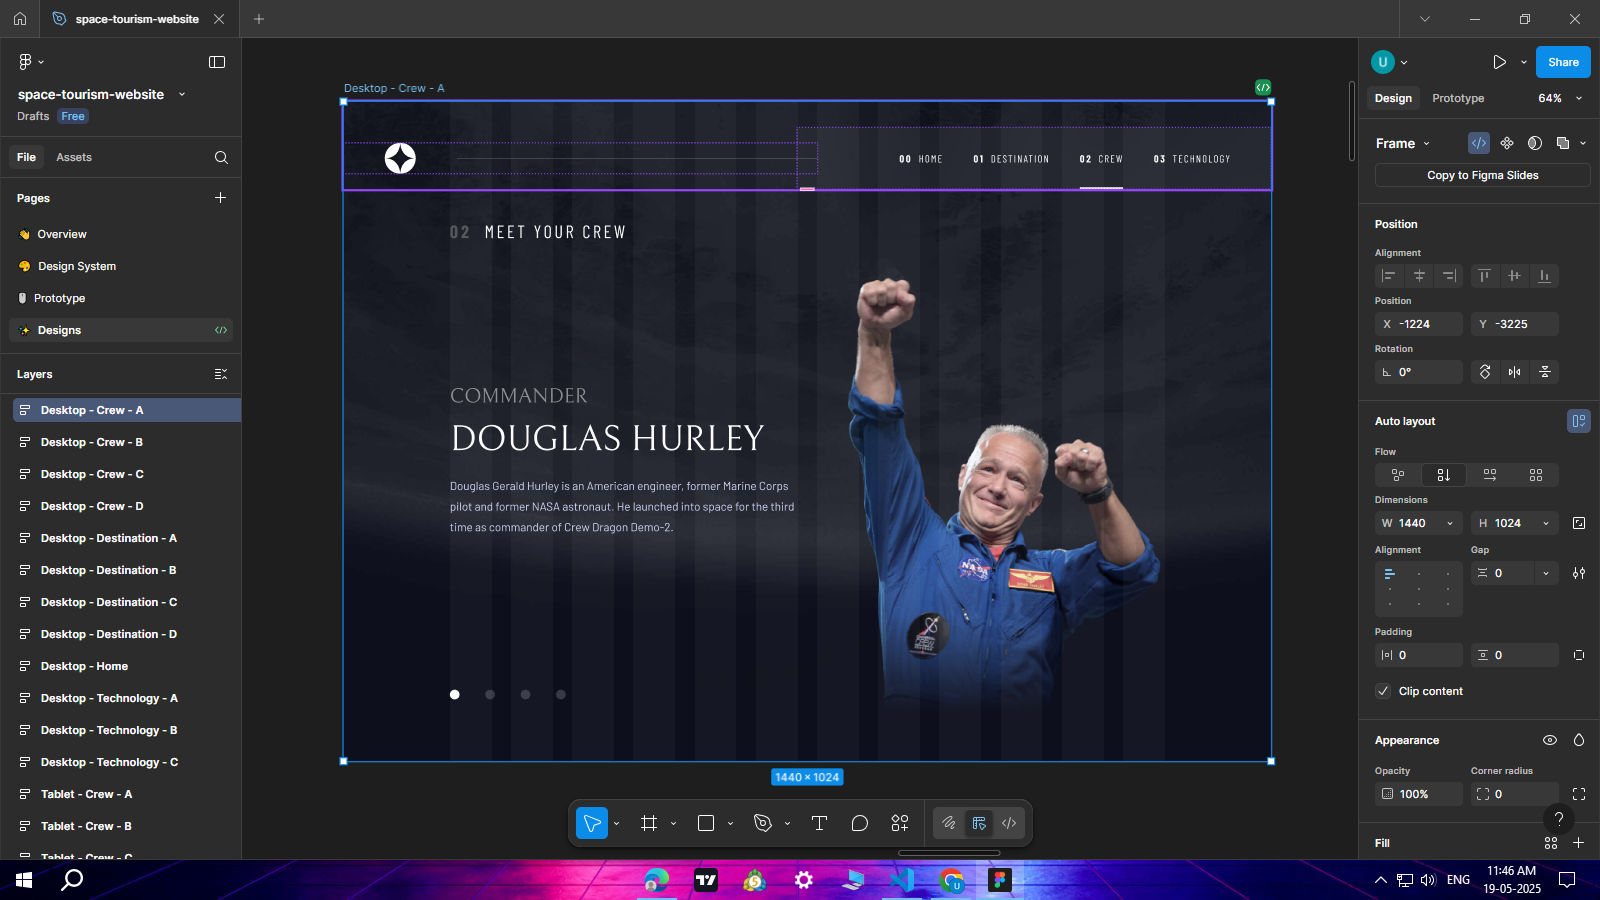 space-tourism-website
space-tourism-website
Drafts Free
File Assets
Pages
Overview
Design System
Prototype
Designs
Layers
Desktop - Crew - A
Desktop - Crew - B
Desktop - Crew - C
Desktop - Crew - D
Desktop - Destination - A
Desktop - Destination - B
Desktop - Destination - C
Desktop - Destination - D
Desktop - Home
Desktop - Technology - A
Desktop - Technology - B
Desktop - Technology - C
Tablet - Crew - A
Tablet - Crew - B
Tablet - Crew - C
Desktop - Crew - A
00 HOME 01 DESTINATION 02 CREW 03 TECHNOLOGY
02 MEET YOUR CREW
COMMANDER
DOUGLAS HURLEY
Douglas Gerald Hurley is an American engineer, former Marine Corps
pilot and former NASA astronaut. He launched into space for the third
time as commander of Crew Dragon Demo-2.
NASA
1440 × 1024
U
Share
Design Prototype 64%
Frame
Copy to Figma Slides
Position
Alignment
Position
X -1224 Y -3225
Rotation
0°
Auto layout
Flow
Dimensions
W 1440 H 1024
Alignment Gap
0
Padding
0 0
Clip content
Appearance
Opacity Corner radius
100% 0
?
Fill
U
ENG
11:46 AM
19-05-2025